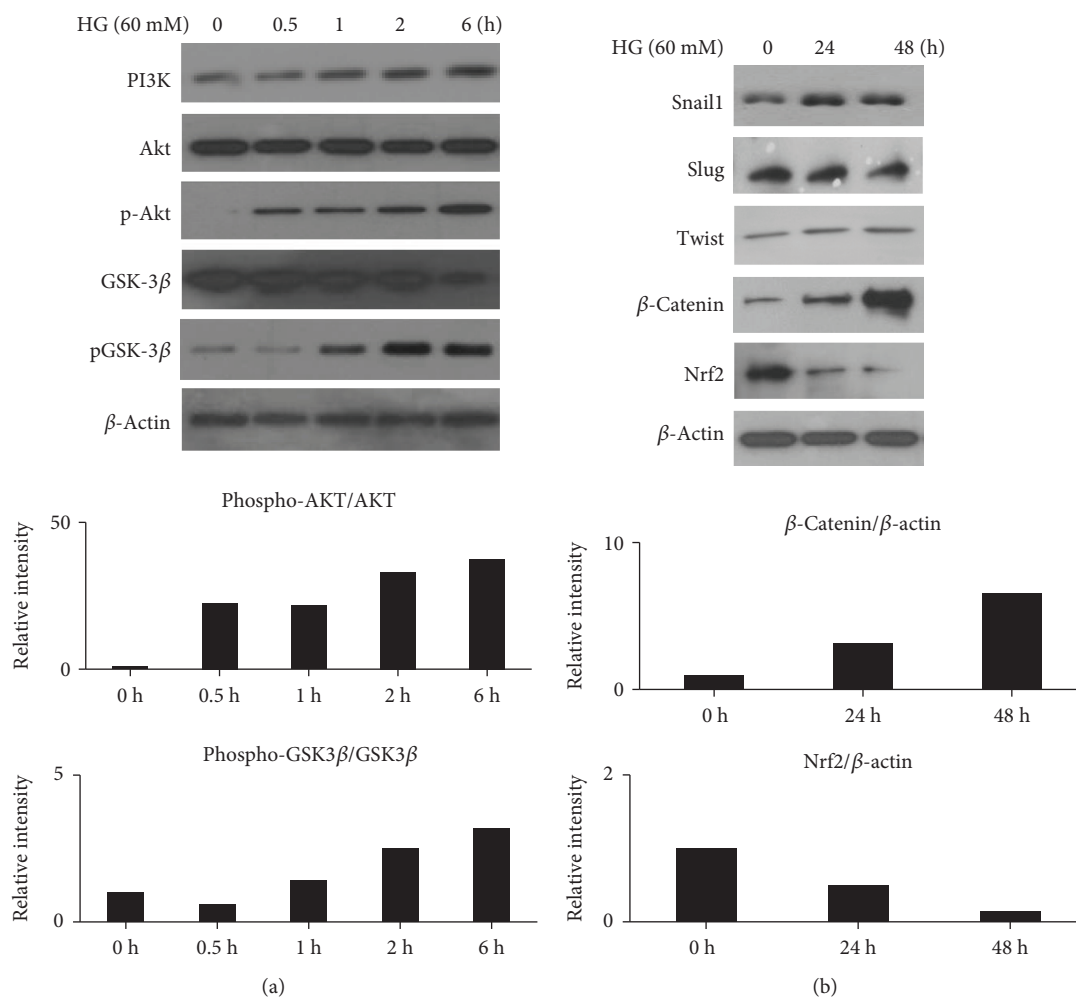 HG (60 mM) 0 0.5 1 2 6 (h)
PI3K
Akt
p-Akt
GSK-3β
pGSK-3β
β-Actin
Phospho-AKT/AKT
Relative intensity
50
0
0 h 0.5 h 1 h 2 h 6 h
Phospho-GSK3β/GSK3β
Relative intensity
5
0
0 h 0.5 h 1 h 2 h 6 h
(a)
HG (60 mM) 0 24 48 (h)
Snail1
Slug
Twist
β-Catenin
Nrf2
β-Actin
β-Catenin/β-actin
Relative intensity
10
0
0 h 24 h 48 h
Nrf2/β-actin
Relative intensity
2
0
0 h 24 h 48 h
(b)